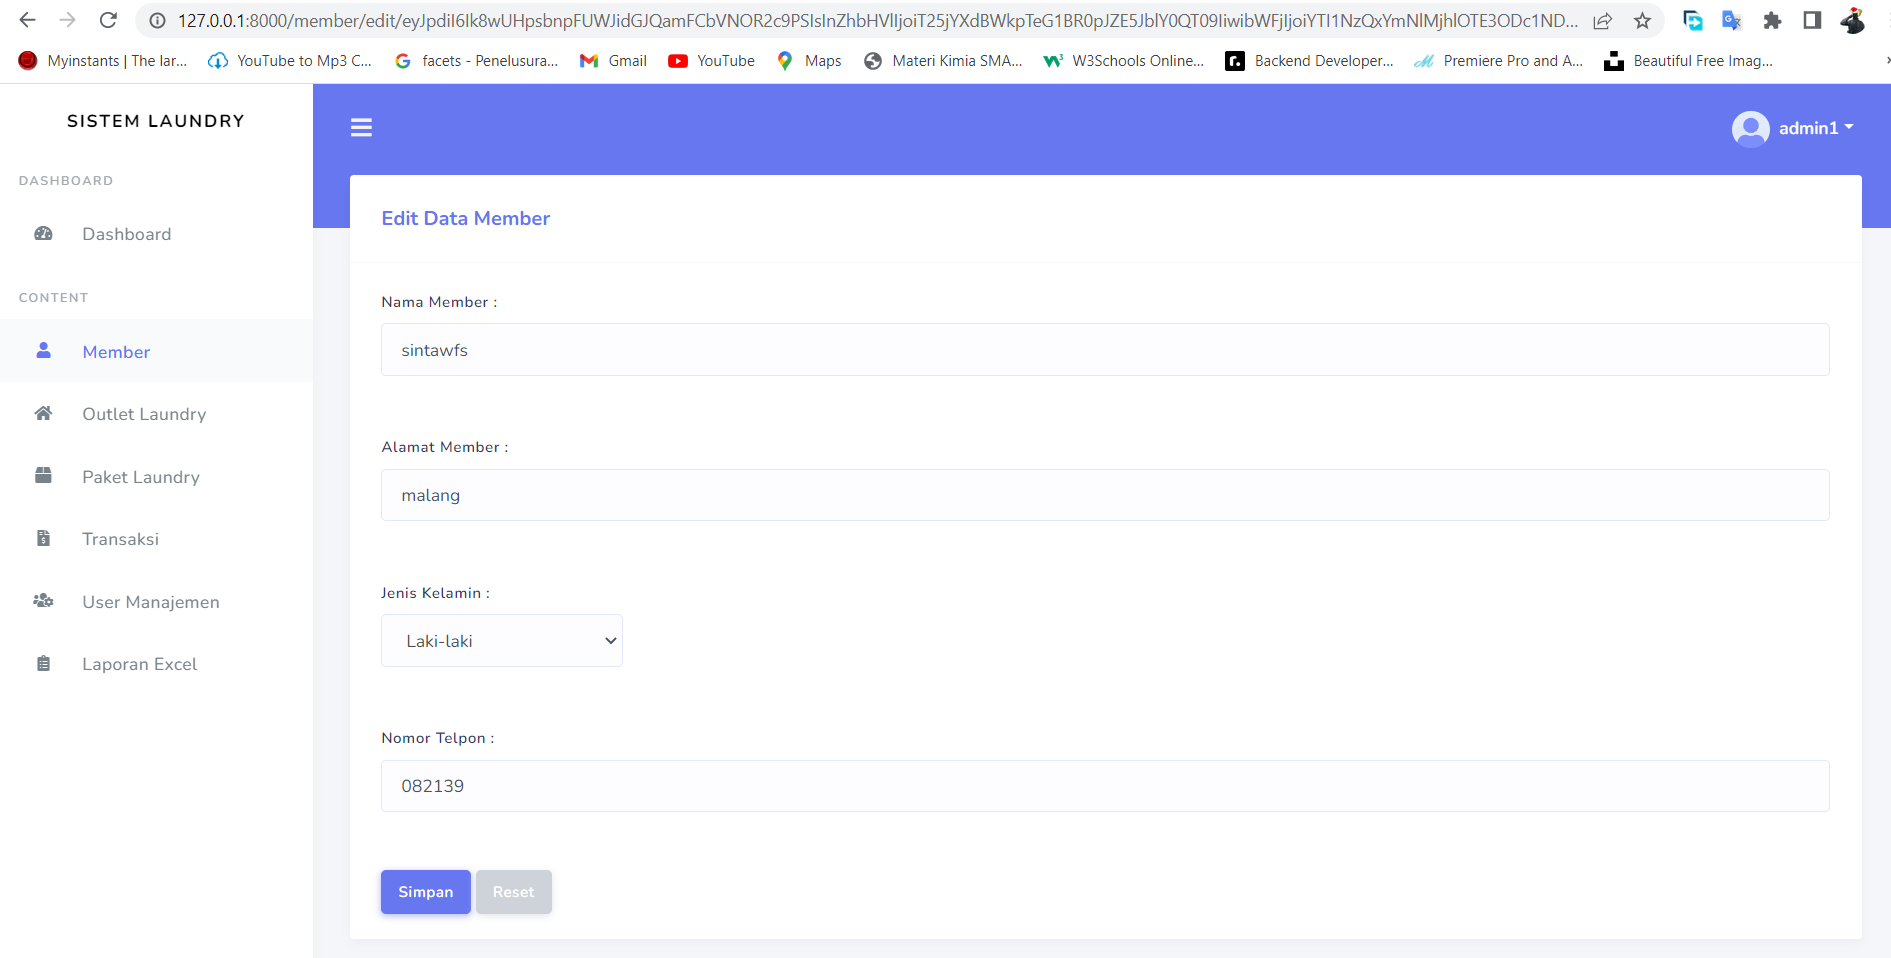 127.0.0.1:8000/member/edit/eyJpdiI6Ik8wUHpsbnpFUWJidGJQamFCbVNOR2c9PSIsInZhbHVlIjoiT25jYXdBWkpTeG1BR0pJZE5JblY0QT09IiwibWFjIjoiYTI1NzQxYmNlMjhlOTE3ODc1ND...
Myinstants | The lar... YouTube to Mp3 C... facets - Penelusura... Gmail YouTube Maps Materi Kimia SMA... W3Schools Online... Backend Developer... Premiere Pro and A... Beautiful Free Imag...
SISTEM LAUNDRY
admin1
DASHBOARD
Dashboard
CONTENT
Member
Outlet Laundry
Paket Laundry
Transaksi
User Manajemen
Laporan Excel
Edit Data Member
Nama Member :
sintawfs
Alamat Member :
malang
Jenis Kelamin :
Laki-laki
Nomor Telpon :
082139
Simpan Reset